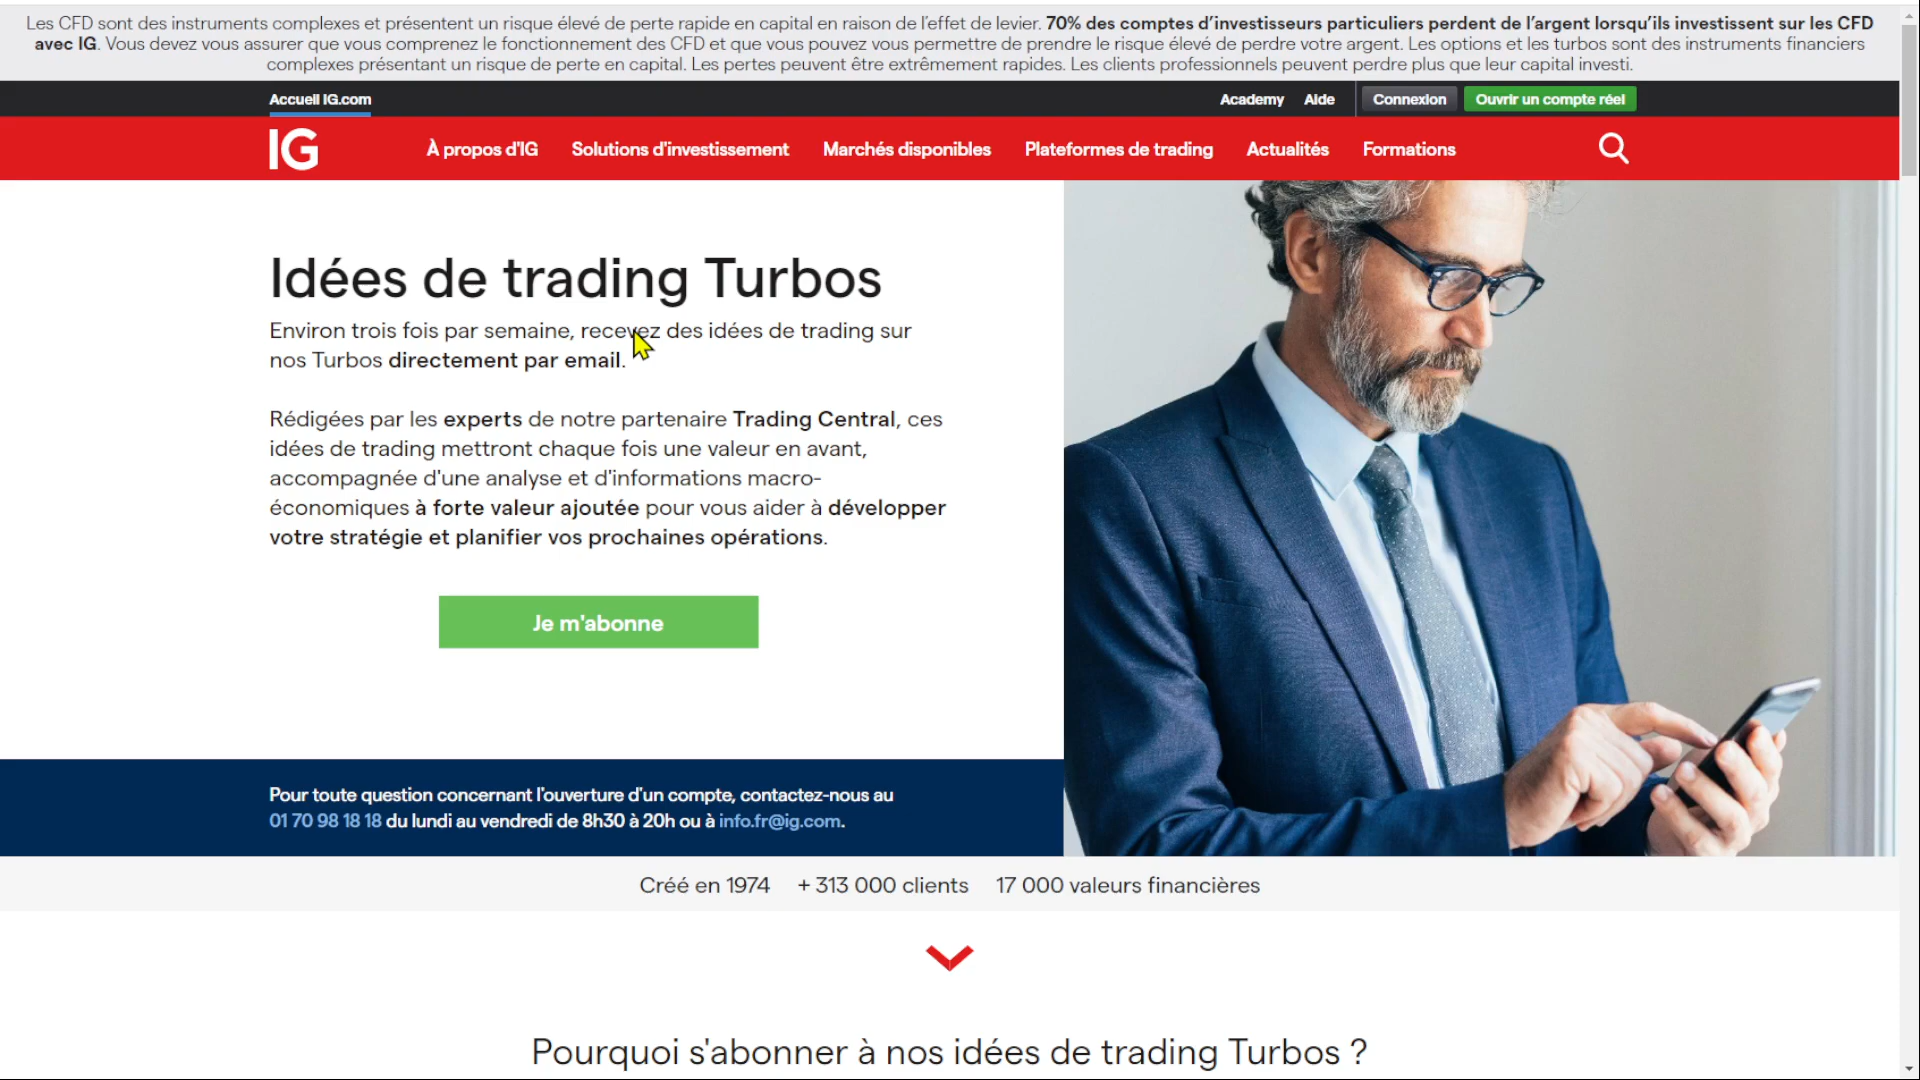 Les CFD sont des instruments complexes et présentent un risque élevé de perte rapide en capital en raison de l'effet de levier. 70% des comptes d'investisseurs particuliers perdent de l'argent lorsqu'ils investissent sur les CFD
avec IG. Vous devez vous assurer que vous comprenez le fonctionnement des CFD et que vous pouvez vous permettre de prendre le risque élevé de perdre votre argent. Les options et les turbos sont des instruments financiers
complexes présentant un risque de perte en capital. Les pertes peuvent être extrêmement rapides. Les clients professionnels peuvent perdre plus que leur capital investi.
Accueil IG.com Academy Aide Connexion Ouvrir un compte réel
IG À propos d'IG Solutions d'investissement Marchés disponibles Plateformes de trading Actualités Formations
Idées de trading Turbos
Environ trois fois par semaine, recevez des idées de trading sur
nos Turbos directement par email.
Rédigées par les experts de notre partenaire Trading Central, ces
idées de trading mettront chaque fois une valeur en avant,
accompagnée d'une analyse et d'informations macro-
économiques à forte valeur ajoutée pour vous aider à développer
votre stratégie et planifier vos prochaines opérations.
Je m'abonne
Pour toute question concernant l'ouverture d'un compte, contactez-nous au
01 70 98 18 18 du lundi au vendredi de 8h30 à 20h ou à info.fr@ig.com.
Créé en 1974 + 313 000 clients 17 000 valeurs financières
Pourquoi s'abonner à nos idées de trading Turbos ?